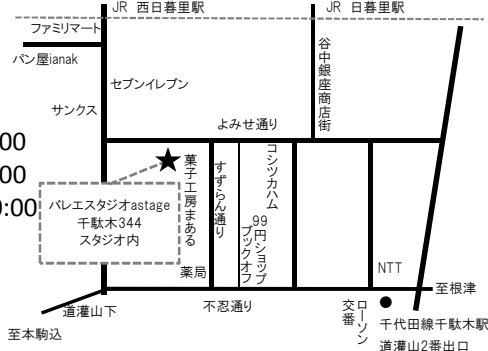 JR 西日暮里駅
JR 日暮里駅
ファミリマート
パン屋ianak
セブンイレブン
サンクス
谷中銀座商店街
よみせ通り
00
00
0:00
バレエスタジオastage
千駄木344
スタジオ内
菓子工房まある
すずらん通り
コシツカハム
99円ショップ
ブックオフ
薬局
NTT
不忍通り
至根津
道灌山下
至本駒込
交番
ローソン
千代田線千駄木駅
道灌山2番出口